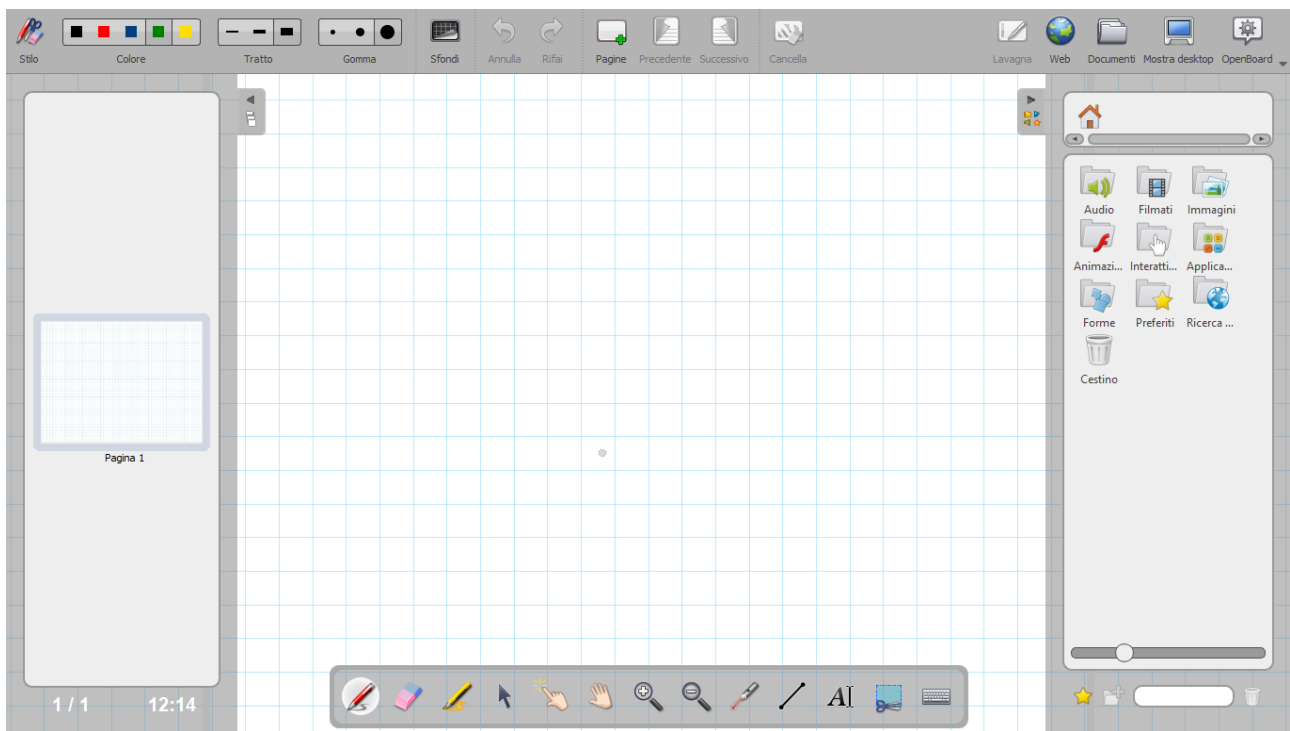 Stilo Colore Tratto Gomma Sfondi Annulla Rifai Pagine Precedente Successivo Cancella Lavagna Web Documenti Mostra desktop OpenBoard
Audio Filmati Immagini
Animazi... Interatti... Applica...
Forme Preferiti Ricerca ...
Cestino
Pagina 1
1 / 1 12:14
AI